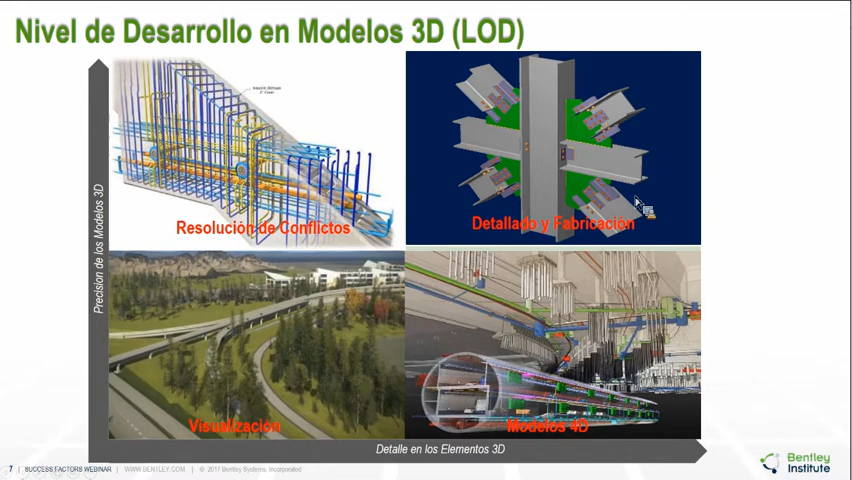 Nivel de Desarrollo en Modelos 3D (LOD)
Precision de los Modelos 3D
Resolución de Conflictos
Detallado y Fabricación
Visualización
Modelos 4D
Detalle en los Elementos 3D
7 | SUCCESS FACTORS WEBINAR | WWW.BENTLEY.COM | © 2017 Bentley Systems, Incorporated
Bentley
Institute